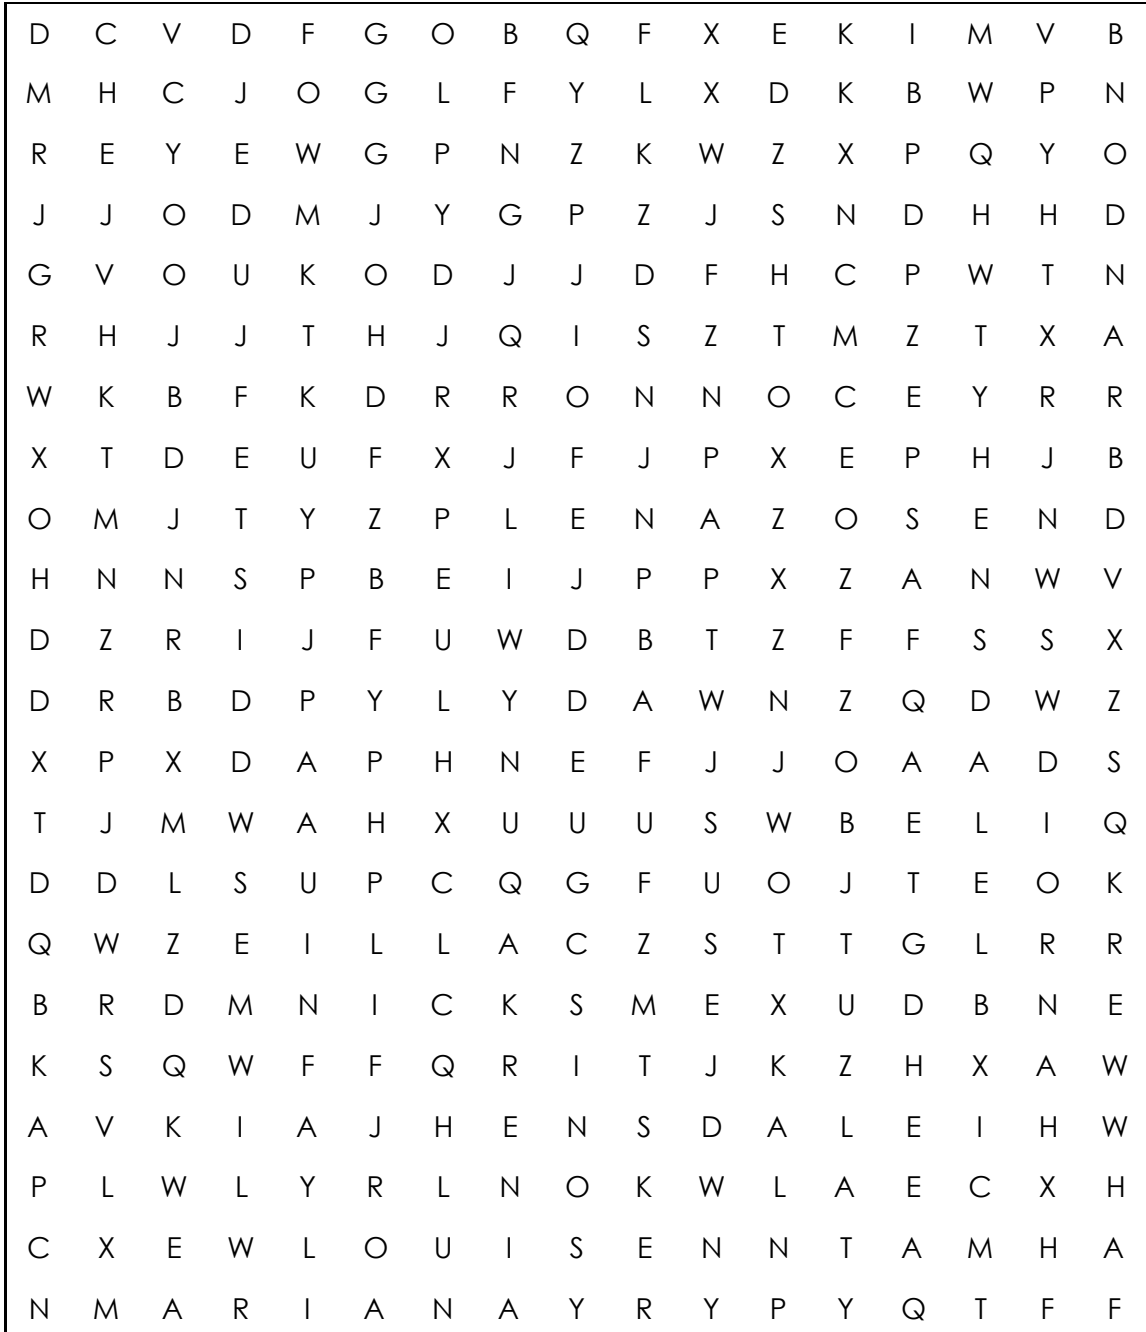 D C V D F G O B Q F X E K I M V B
M H C J O G L F Y L X D K B W P N
R E Y E W G P N Z K W Z X P Q Y O
J J O D M J Y G P Z J S N D H H D
G V O U K O D J J D F H C P W T N
R H J J T H J Q I S Z T M Z T X A
W K B F K D R R O N N O C E Y R R
X T D E U F X J F J P X E P H J B
O M J T Y Z P L E N A Z O S E N D
H N N S P B E I J P P X Z A N W V
D Z R I J F U W D B T Z F F S S X
D R B D P Y L Y D A W N Z Q D W Z
X P X D A P H N E F J J O A A D S
T J M W A H X U U U S W B E L I Q
D D L S U P C Q G F U O J T E O K
Q W Z E I L L A C Z S T T G L R R
B R D M N I C K S M E X U D B N E
K S Q W F F Q R I T J K Z H X A W
A V K I A J H E N S D A L E I H W
P L W L Y R L N O K W L A E C X H
C X E W L O U I S E N N T A M H A
N M A R I A N A Y R Y P Y Q T F F